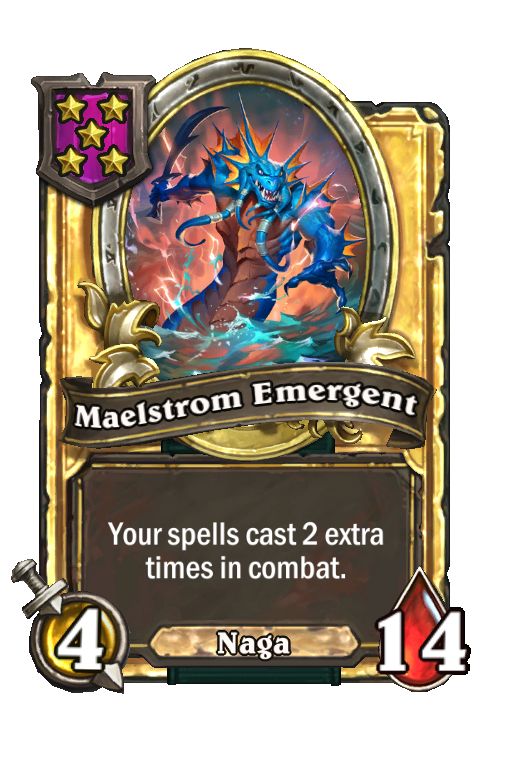 Maelstrom Emergent
Your spells cast 2 extra
times in combat.
4
Naga
14